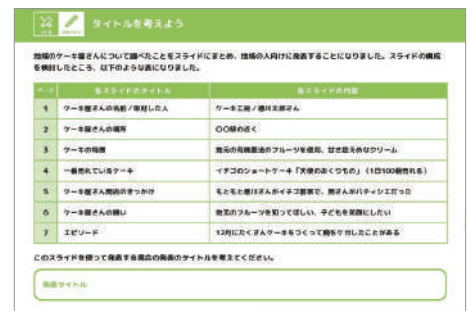 タイトルを考えよう
地域のケーキ屋さんについて調べたことをスライドにまとめ、地域の人向けに発表することになりました。スライドの構成
を検討したところ、以下のような表になりました。
ページ 各スライドのタイトル 各スライドの内容
1 ケーキ屋さんの名前/取材した人 ケーキ工房/徳川太郎さん
2 ケーキ屋さんの場所 〇〇駅の近く
3 ケーキの特徴 地元の有機栽培のフルーツを使用、甘さ控えめなクリーム
4 一番売れているケーキ イチゴのショートケーキ「天使のおくりもの」(1日100個売れる)
5 ケーキ屋さん開店のきっかけ もともと徳川さんがイチゴ農家で、奥さんがパティシエだった
6 ケーキ屋さんの願い 地元のフルーツを知ってほしい、子どもを笑顔にしたい
7 エピソード 12月にたくさんケーキをつくって腕をケガしたことがある
このスライドを使って発表する場合の発表のタイトルを考えてください。
発表タイトル